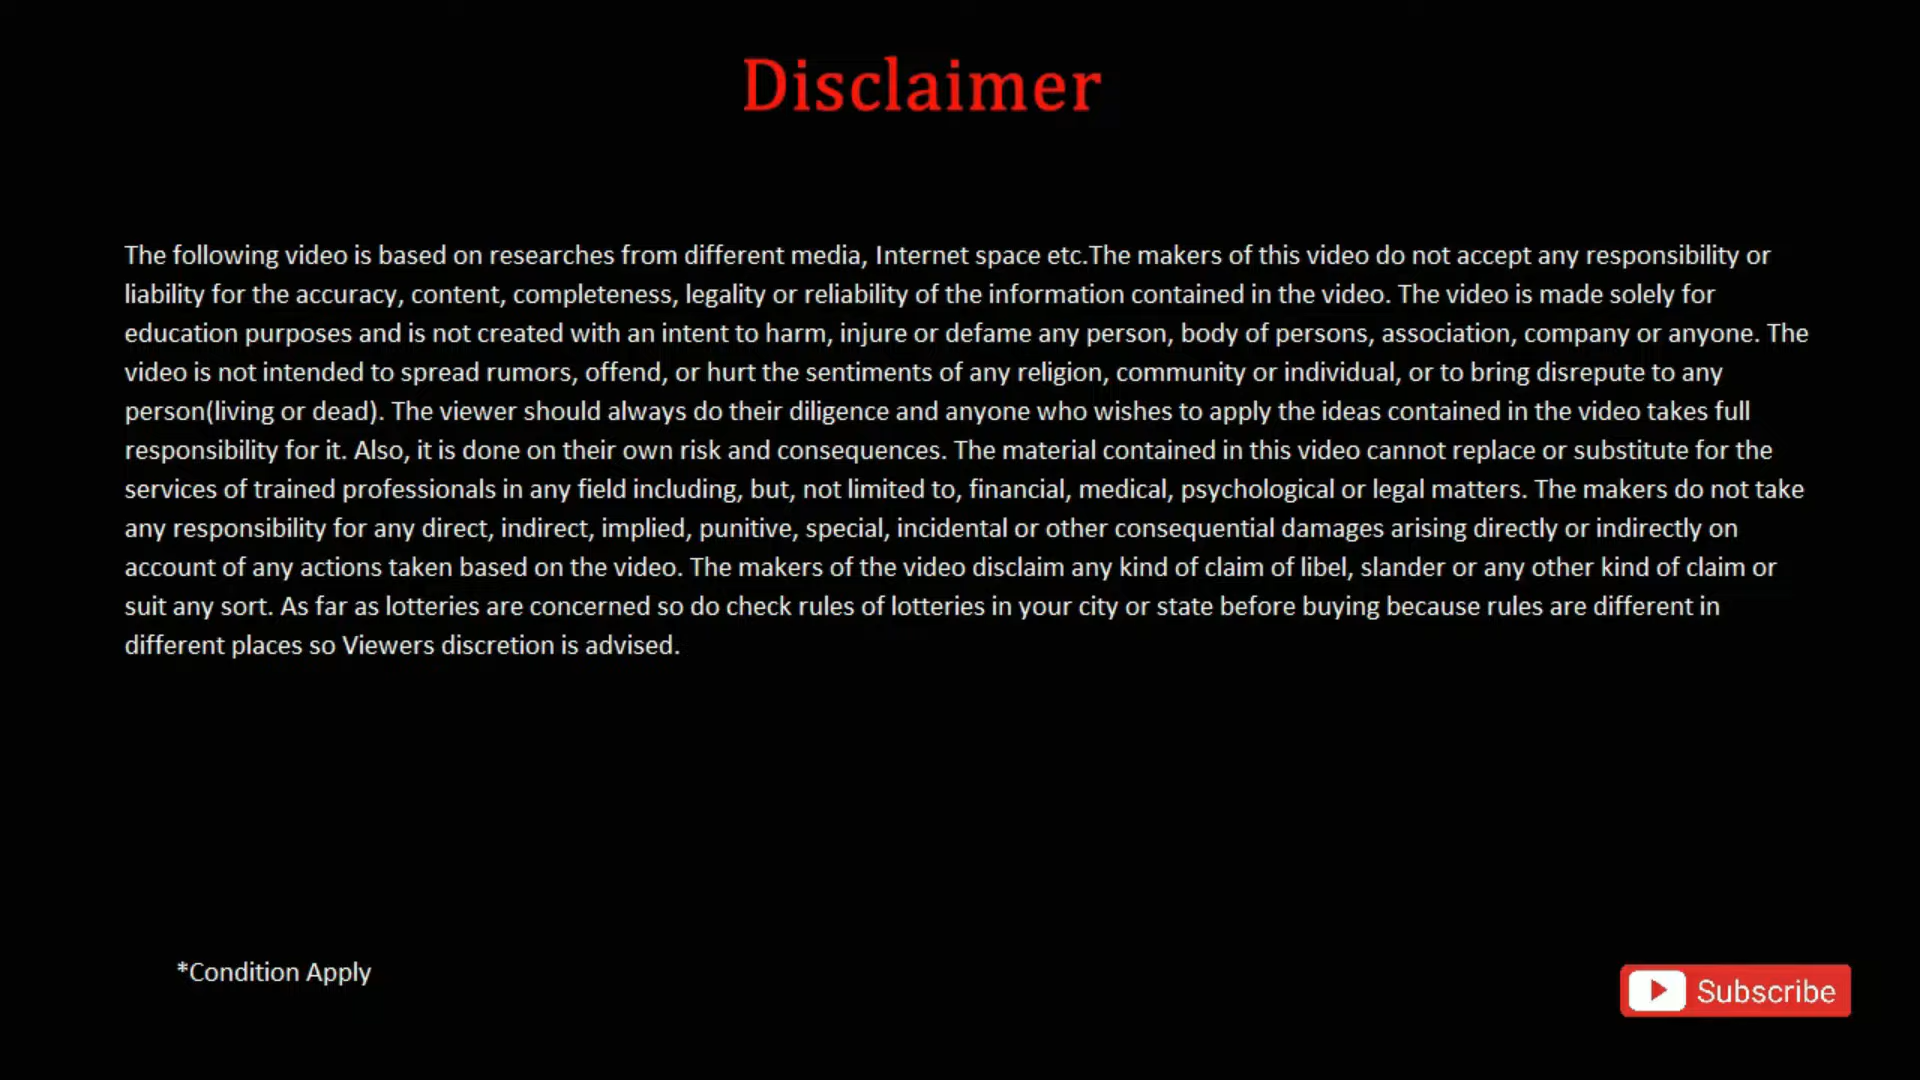 Disclaimer
The following video is based on researches from different media, Internet space etc.The makers of this video do not accept any responsibility or
liability for the accuracy, content, completeness, legality or reliability of the information contained in the video. The video is made solely for
education purposes and is not created with an intent to harm, injure or defame any person, body of persons, association, company or anyone. The
video is not intended to spread rumors, offend, or hurt the sentiments of any religion, community or individual, or to bring disrepute to any
person(living or dead). The viewer should always do their diligence and anyone who wishes to apply the ideas contained in the video takes full
responsibility for it. Also, it is done on their own risk and consequences. The material contained in this video cannot replace or substitute for the
services of trained professionals in any field including, but, not limited to, financial, medical, psychological or legal matters. The makers do not take
any responsibility for any direct, indirect, implied, punitive, special, incidental or other consequential damages arising directly or indirectly on
account of any actions taken based on the video. The makers of the video disclaim any kind of claim of libel, slander or any other kind of claim or
suit any sort. As far as lotteries are concerned so do check rules of lotteries in your city or state before buying because rules are different in
different places so Viewers discretion is advised.
*Condition Apply
Subscribe